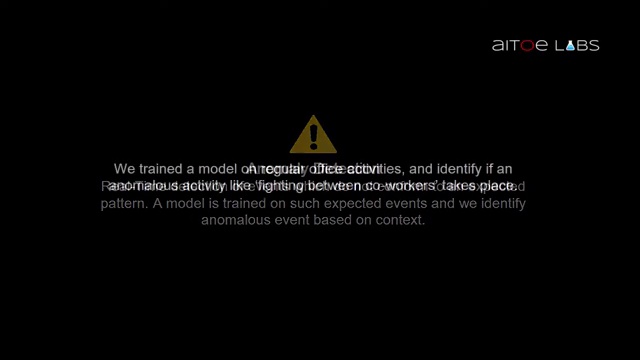 AITOE LABS
We trained a model on regular office activities, and identify if an
anomalous activity like 'fighting between co-workers' takes place.
Anomaly Detection
pattern. A model is trained on such expected events and we identify
anomalous event based on context.